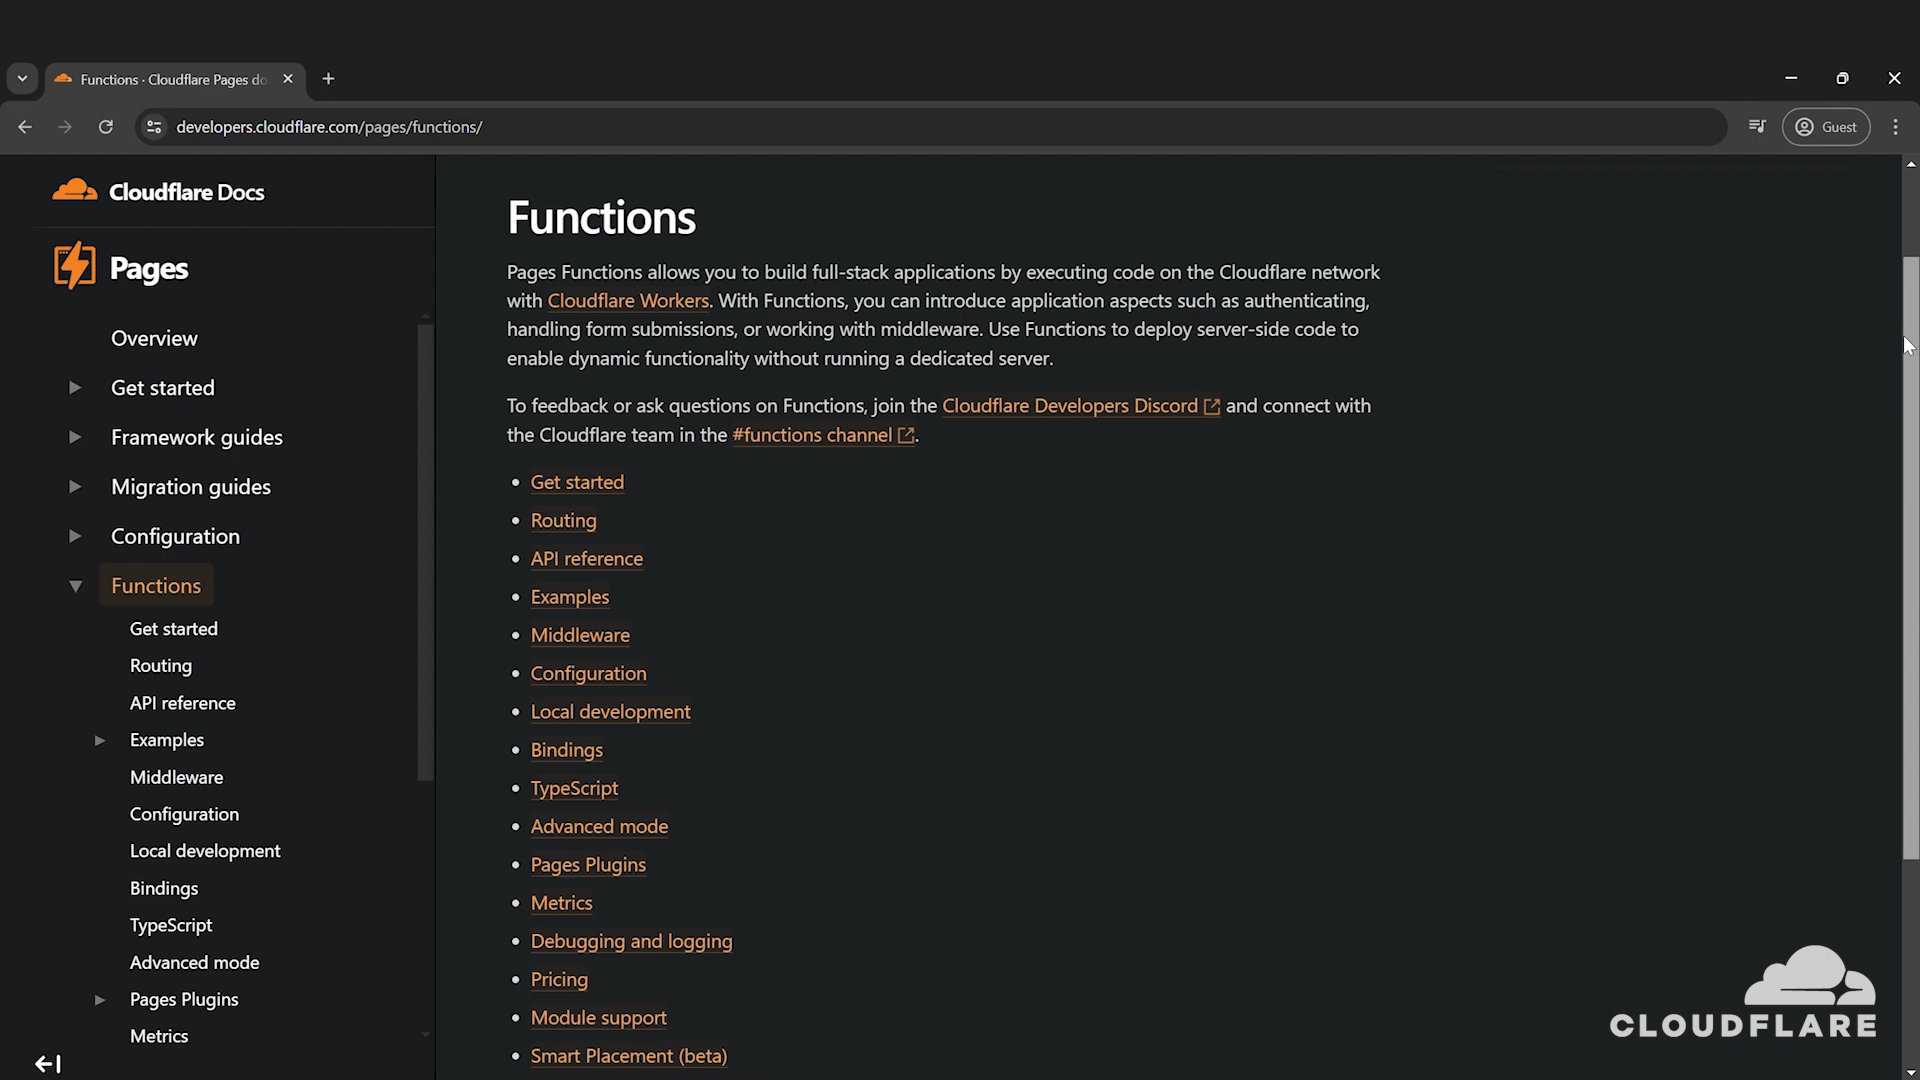 Functions · Cloudflare Pages do
developers.cloudflare.com/pages/functions/
Guest
Cloudflare Docs
Pages
Overview
Get started
Framework guides
Migration guides
Configuration
Functions
Get started
Routing
API reference
Examples
Middleware
Configuration
Local development
Bindings
TypeScript
Advanced mode
Pages Plugins
Metrics
Functions
Pages Functions allows you to build full-stack applications by executing code on the Cloudflare network
with Cloudflare Workers. With Functions, you can introduce application aspects such as authenticating,
handling form submissions, or working with middleware. Use Functions to deploy server-side code to
enable dynamic functionality without running a dedicated server.
To feedback or ask questions on Functions, join the Cloudflare Developers Discord and connect with
the Cloudflare team in the #functions channel.
• Get started
• Routing
• API reference
• Examples
• Middleware
• Configuration
• Local development
• Bindings
• TypeScript
• Advanced mode
• Pages Plugins
• Metrics
• Debugging and logging
• Pricing
• Module support
• Smart Placement (beta)
CLOUDFLARE